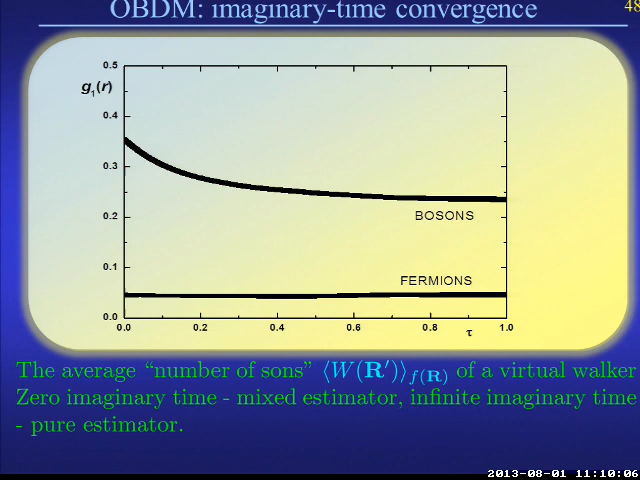 OBDM: imaginary-time convergence
48
0.5
g1(r)
0.4
0.3
0.2
BOSONS
0.1
FERMIONS
0.0
0.0 0.2 0.4 0.6 0.8 τ 1.0
The average “number of sons” ⟨W(R′)⟩f(R) of a virtual walker
Zero imaginary time - mixed estimator, infinite imaginary time
- pure estimator.
2013-08-01 11:10:06